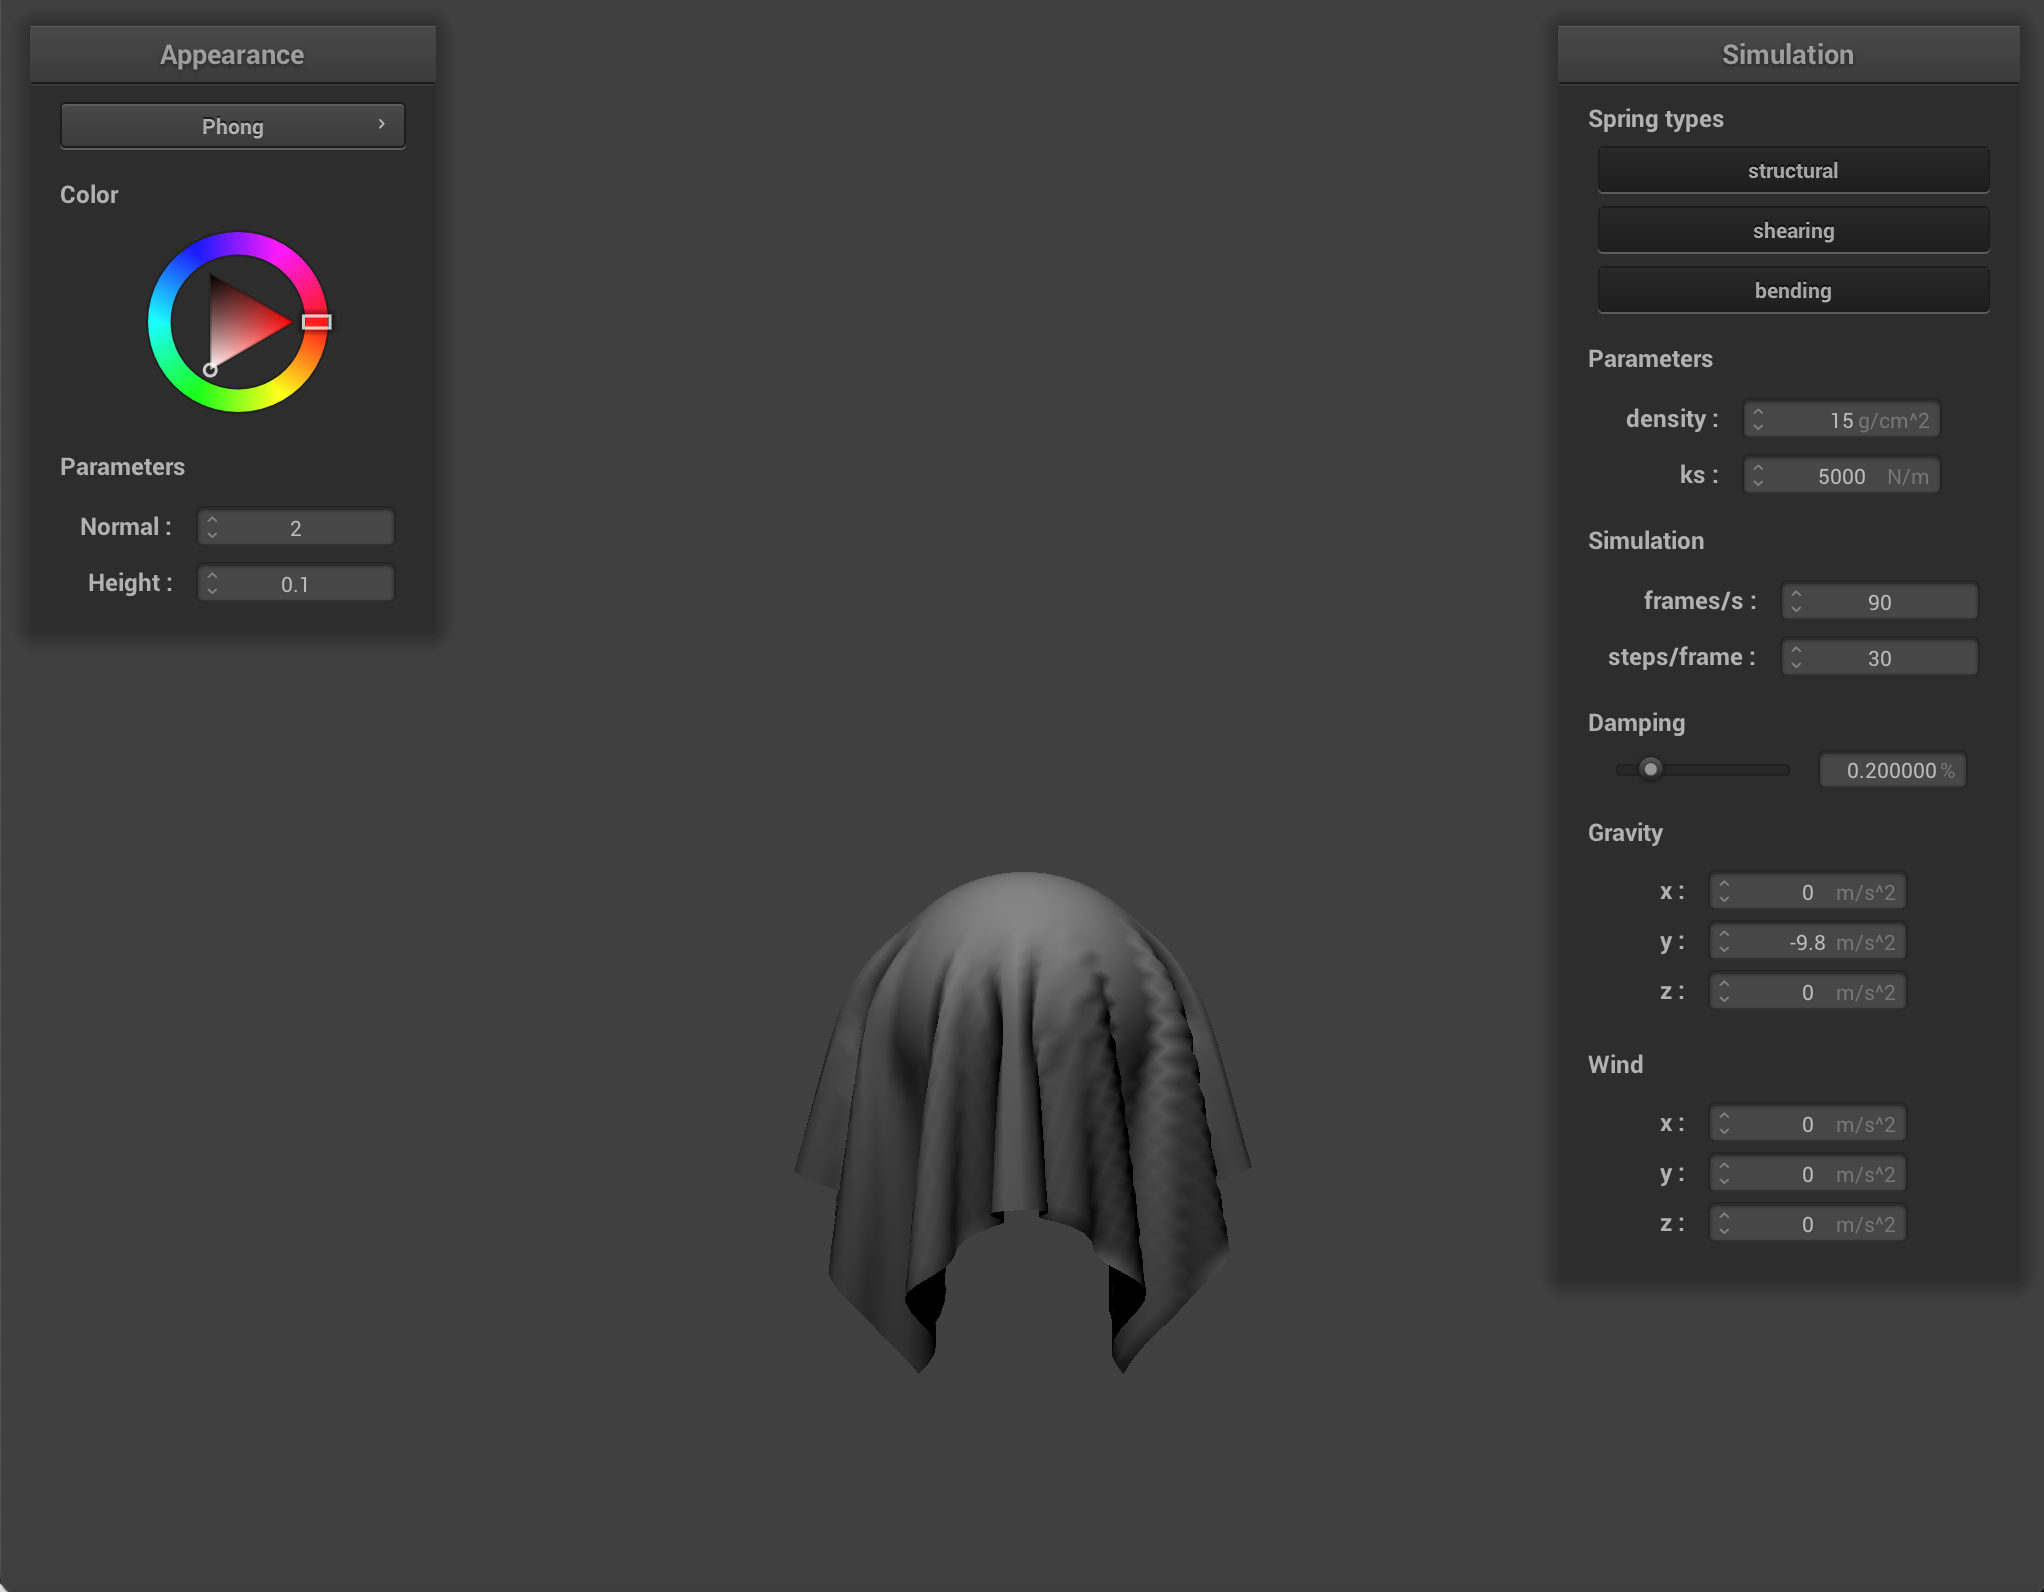 Appearance
Phong
Color
Parameters
Normal : 2
Height : 0.1
Simulation
Spring types
structural
shearing
bending
Parameters
density : 15 g/cm^2
ks : 5000 N/m
Simulation
frames/s : 90
steps/frame : 30
Damping
0.200000 %
Gravity
x : 0 m/s^2
y : -9.8 m/s^2
z : 0 m/s^2
Wind
x : 0 m/s^2
y : 0 m/s^2
z : 0 m/s^2